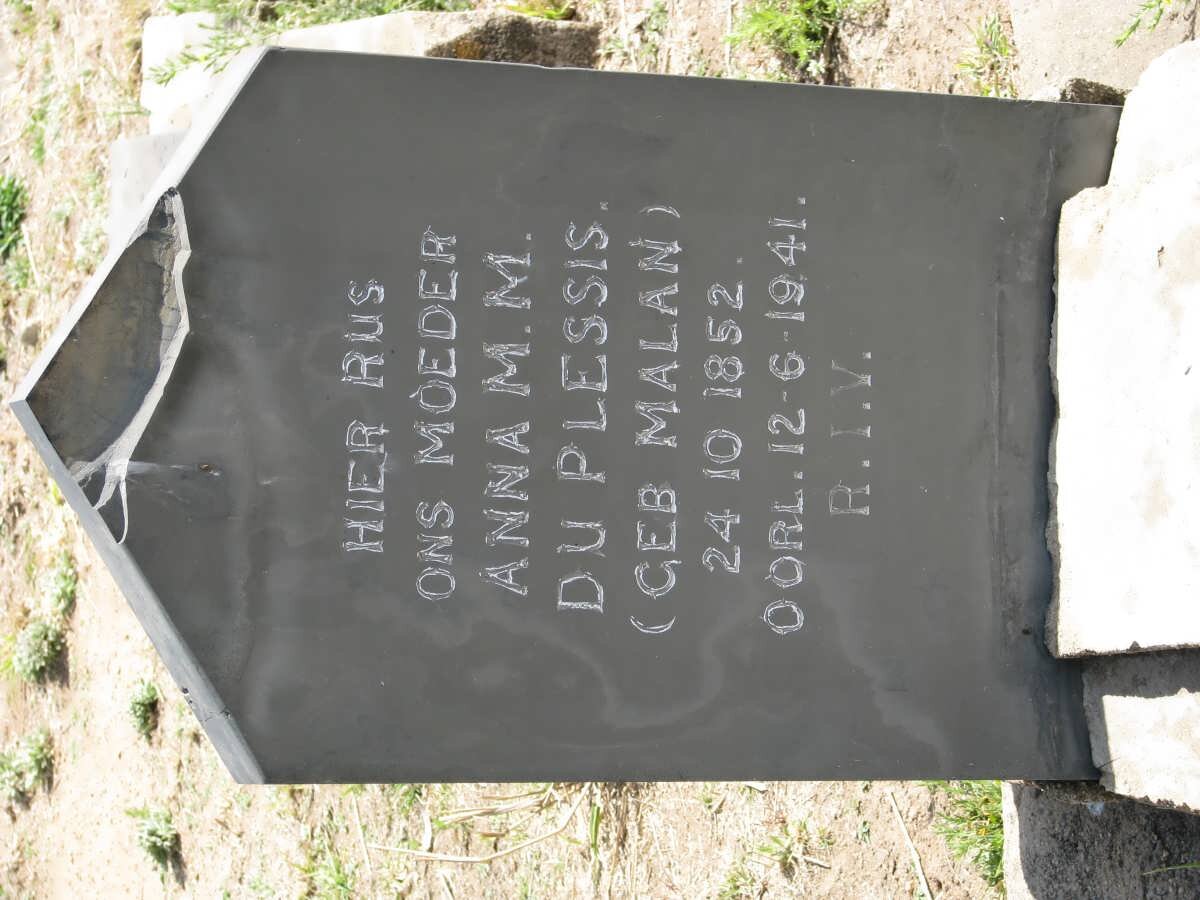 HIER RUS
ONS MOEDER
ANNA M. M.
DU PLESSIS.
(GEB MALAN)
24 10 1852.
OORL. 12-6-1941.
R. I. V.